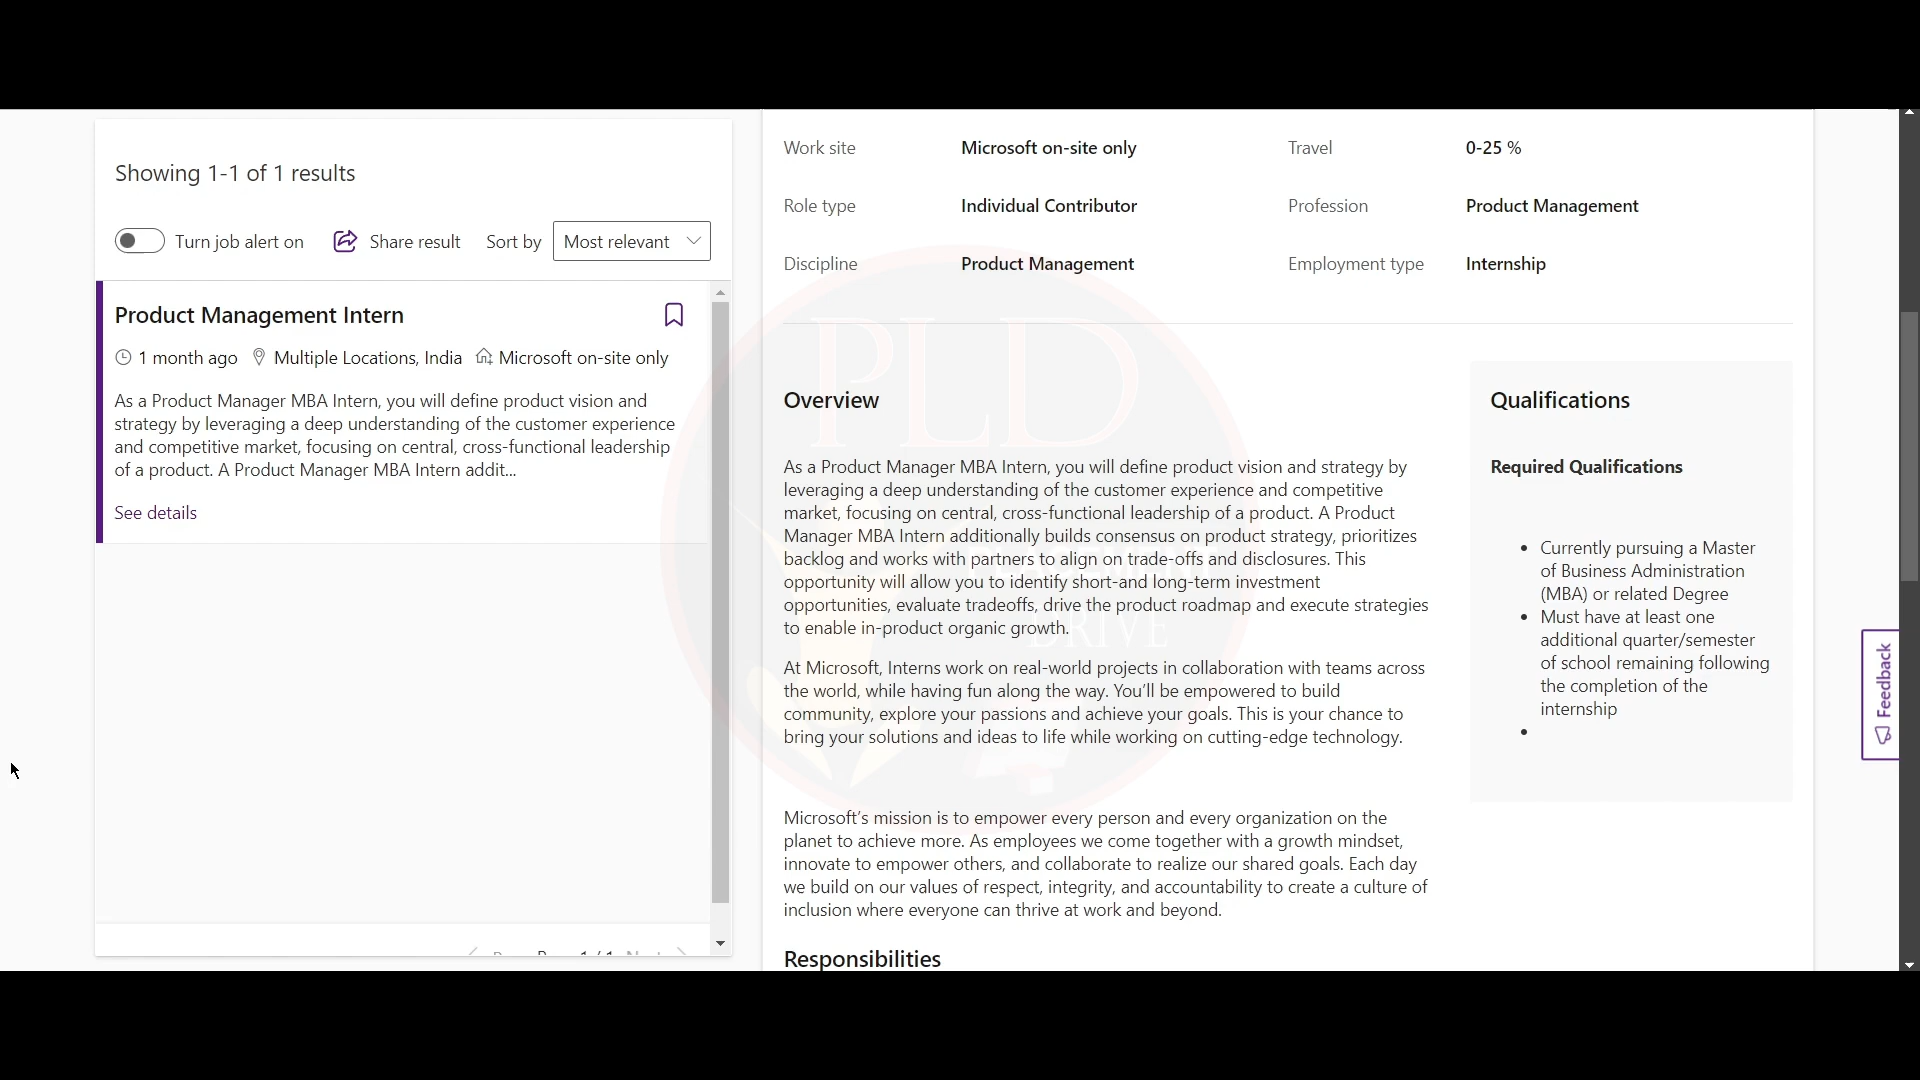 Showing 1-1 of 1 results
Turn job alert on Share result Sort by Most relevant
Product Management Intern
1 month ago Multiple Locations, India Microsoft on-site only
As a Product Manager MBA Intern, you will define product vision and
strategy by leveraging a deep understanding of the customer experience
and competitive market, focusing on central, cross-functional leadership
of a product. A Product Manager MBA Intern addit...
See details
Work site Microsoft on-site only Travel 0-25 %
Role type Individual Contributor Profession Product Management
Discipline Product Management Employment type Internship
Overview
As a Product Manager MBA Intern, you will define product vision and strategy by
leveraging a deep understanding of the customer experience and competitive
market, focusing on central, cross-functional leadership of a product. A Product
Manager MBA Intern additionally builds consensus on product strategy, prioritizes
backlog and works with partners to align on trade-offs and disclosures. This
opportunity will allow you to identify short-and long-term investment
opportunities, evaluate tradeoffs, drive the product roadmap and execute strategies
to enable in-product organic growth.
At Microsoft, Interns work on real-world projects in collaboration with teams across
the world, while having fun along the way. You'll be empowered to build
community, explore your passions and achieve your goals. This is your chance to
bring your solutions and ideas to life while working on cutting-edge technology.
Microsoft's mission is to empower every person and every organization on the
planet to achieve more. As employees we come together with a growth mindset,
innovate to empower others, and collaborate to realize our shared goals. Each day
we build on our values of respect, integrity, and accountability to create a culture of
inclusion where everyone can thrive at work and beyond.
Responsibilities
Qualifications
Required Qualifications
• Currently pursuing a Master
of Business Administration
(MBA) or related Degree
• Must have at least one
additional quarter/semester
of school remaining following
the completion of the
internship
•
Feedback
PLD
DRIVE